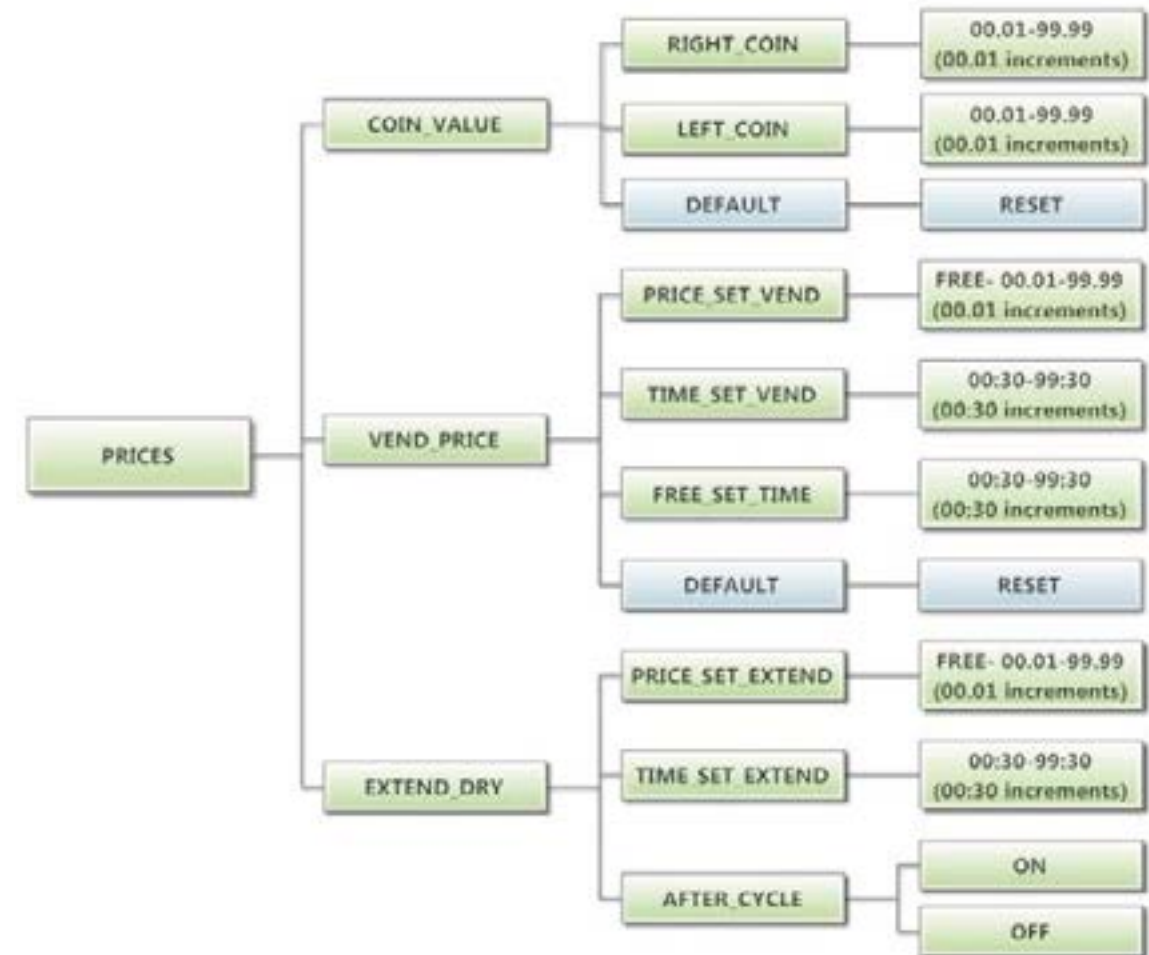 PRICES
COIN_VALUE
RIGHT_COIN
00.01-99.99
(00.01 increments)
LEFT_COIN
00.01-99.99
(00.01 increments)
DEFAULT
RESET
VEND_PRICE
PRICE_SET_VEND
FREE- 00.01-99.99
(00.01 increments)
TIME_SET_VEND
00:30-99:30
(00:30 increments)
FREE_SET_TIME
00:30-99:30
(00:30 increments)
DEFAULT
RESET
EXTEND_DRY
PRICE_SET_EXTEND
FREE- 00.01-99.99
(00.01 increments)
TIME_SET_EXTEND
00:30-99:30
(00:30 increments)
AFTER_CYCLE
ON
OFF